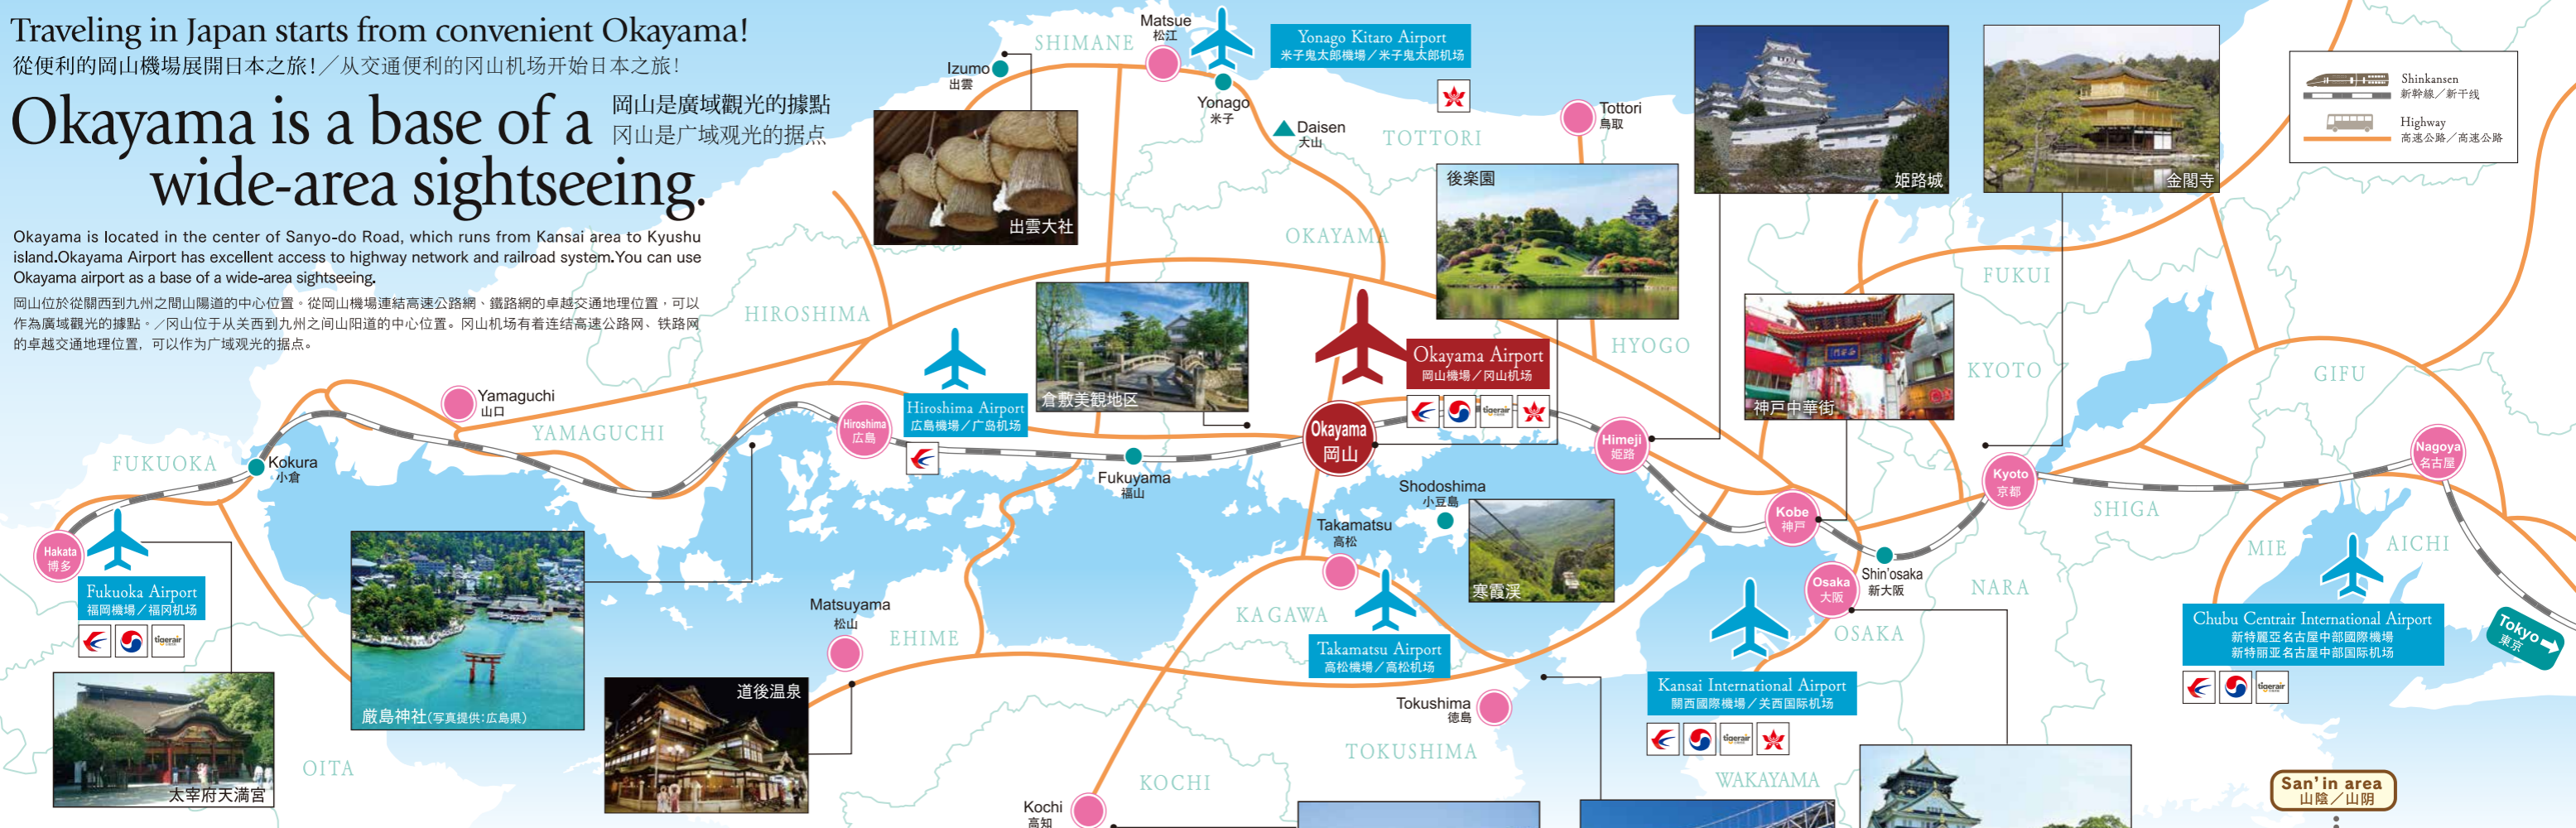 Traveling in Japan starts from convenient Okayama!
從便利的岡山機場展開日本之旅!／从交通便利的冈山机场开始日本之旅!
Okayama is a base of a
wide-area sightseeing.
岡山是廣域觀光的據點
冈山是广域观光的据点
Okayama is located in the center of Sanyo-do Road, which runs from Kansai area to Kyushu
island.Okayama Airport has excellent access to highway network and railroad system.You can use
Okayama airport as a base of a wide-area sightseeing.
岡山位於從關西到九州之間山陽道的中心位置。從岡山機場連結高速公路網、鐵路網的卓越交通地理位置，可以
作為廣域觀光的據點。／冈山位于从关西到九州之间山阳道的中心位置。冈山机场有着连结高速公路网、铁路网
的卓越交通地理位置，可以作为广域观光的据点。
SHIMANE
Matsue
松江
Izumo
出雲
出雲大社
Yonago Kitaro Airport
米子鬼太郎機場／米子鬼太郎机场
Yonago
米子
Daisen
大山
TOTTORI
Tottori
鳥取
後楽園
OKAYAMA
姫路城
金閣寺
Shinkansen
新幹線／新干线
Highway
高速公路／高速公路
HIROSHIMA
倉敷美観地区
Hiroshima Airport
広島機場／广岛机场
Okayama Airport
岡山機場／冈山机场
tigerair
HYOGO
神戸中華街
FUKUI
KYOTO
GIFU
Yamaguchi
山口
YAMAGUCHI
FUKUOKA
Kokura
小倉
Hiroshima
広島
Fukuyama
福山
Okayama
岡山
Himeji
姫路
Kobe
神戸
Kyoto
京都
Nagoya
名古屋
SHIGA
Shodoshima
小豆島
寒霞渓
Takamatsu
高松
Hakata
博多
Fukuoka Airport
福岡機場／福冈机场
tigerair
太宰府天満宮
OITA
厳島神社(写真提供:広島県)
Matsuyama
松山
EHIME
道後温泉
KAGAWA
Takamatsu Airport
高松機場／高松机场
Tokushima
徳島
TOKUSHIMA
KOCHI
Kochi
高知
Osaka
大阪
Shin'osaka
新大阪
OSAKA
NARA
Kansai International Airport
關西國際機場／关西国际机场
tigerair
WAKAYAMA
MIE
AICHI
Chubu Centrair International Airport
新特麗亞名古屋中部國際機場
新特丽亚名古屋中部国际机场
tigerair
Tokyo
東京
San'in area
山陰／山阴